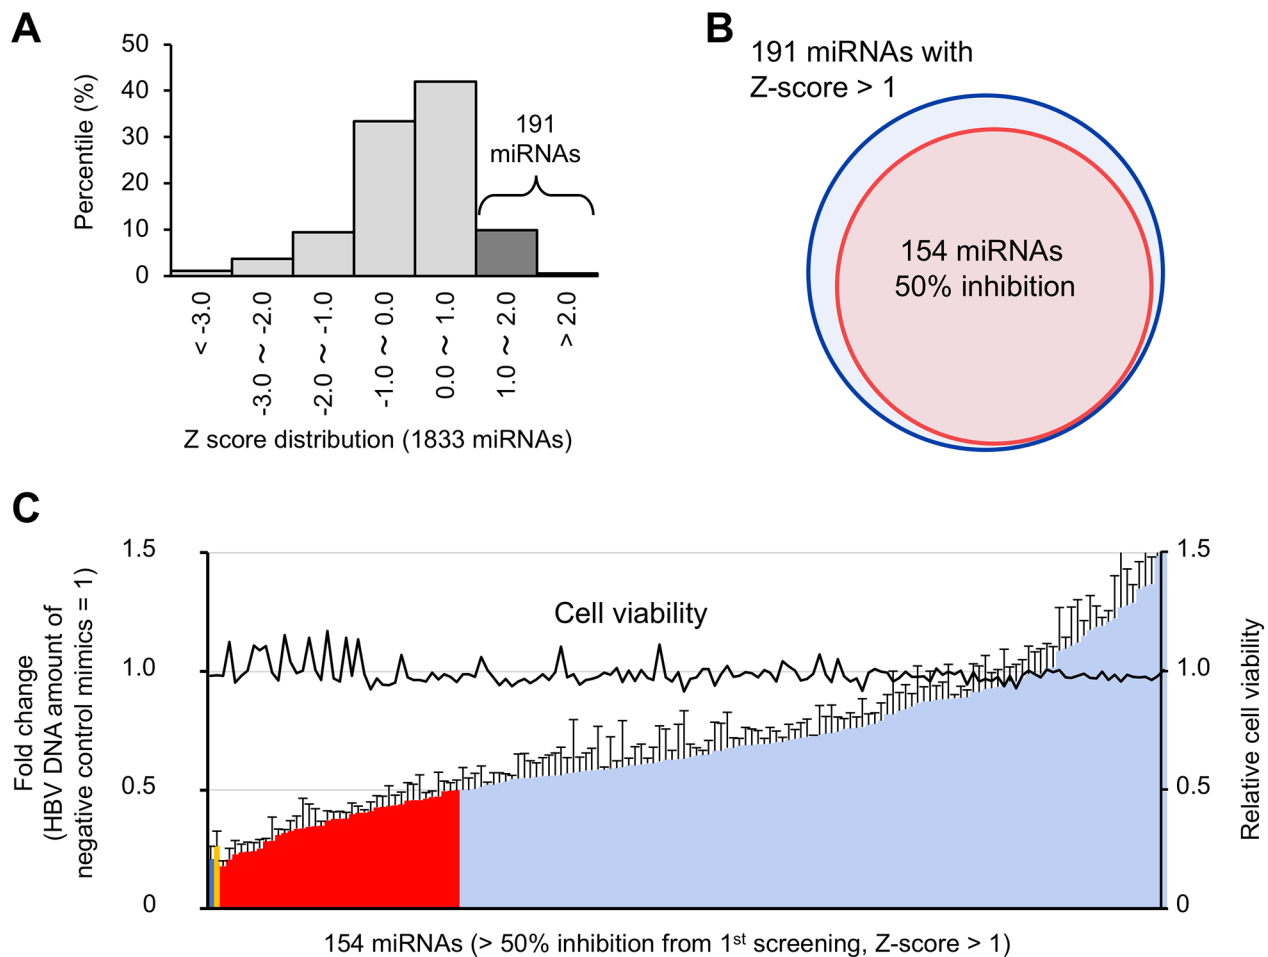 A
50
40
30
20
10
0
Percentile (%)
191
miRNAs
< -3.0
-3.0 ~ -2.0
-2.0 ~ -1.0
-1.0 ~ 0.0
0.0 ~ 1.0
1.0 ~ 2.0
> 2.0
Z score distribution (1833 miRNAs)
B
191 miRNAs with
Z-score > 1
154 miRNAs
50% inhibition
C
1.5
1.0
0.5
0
Fold change
(HBV DNA amount of
negative control mimics = 1)
Cell viability
1.5
1.0
0.5
0
Relative cell viability
154 miRNAs (> 50% inhibition from 1st screening, Z-score > 1)